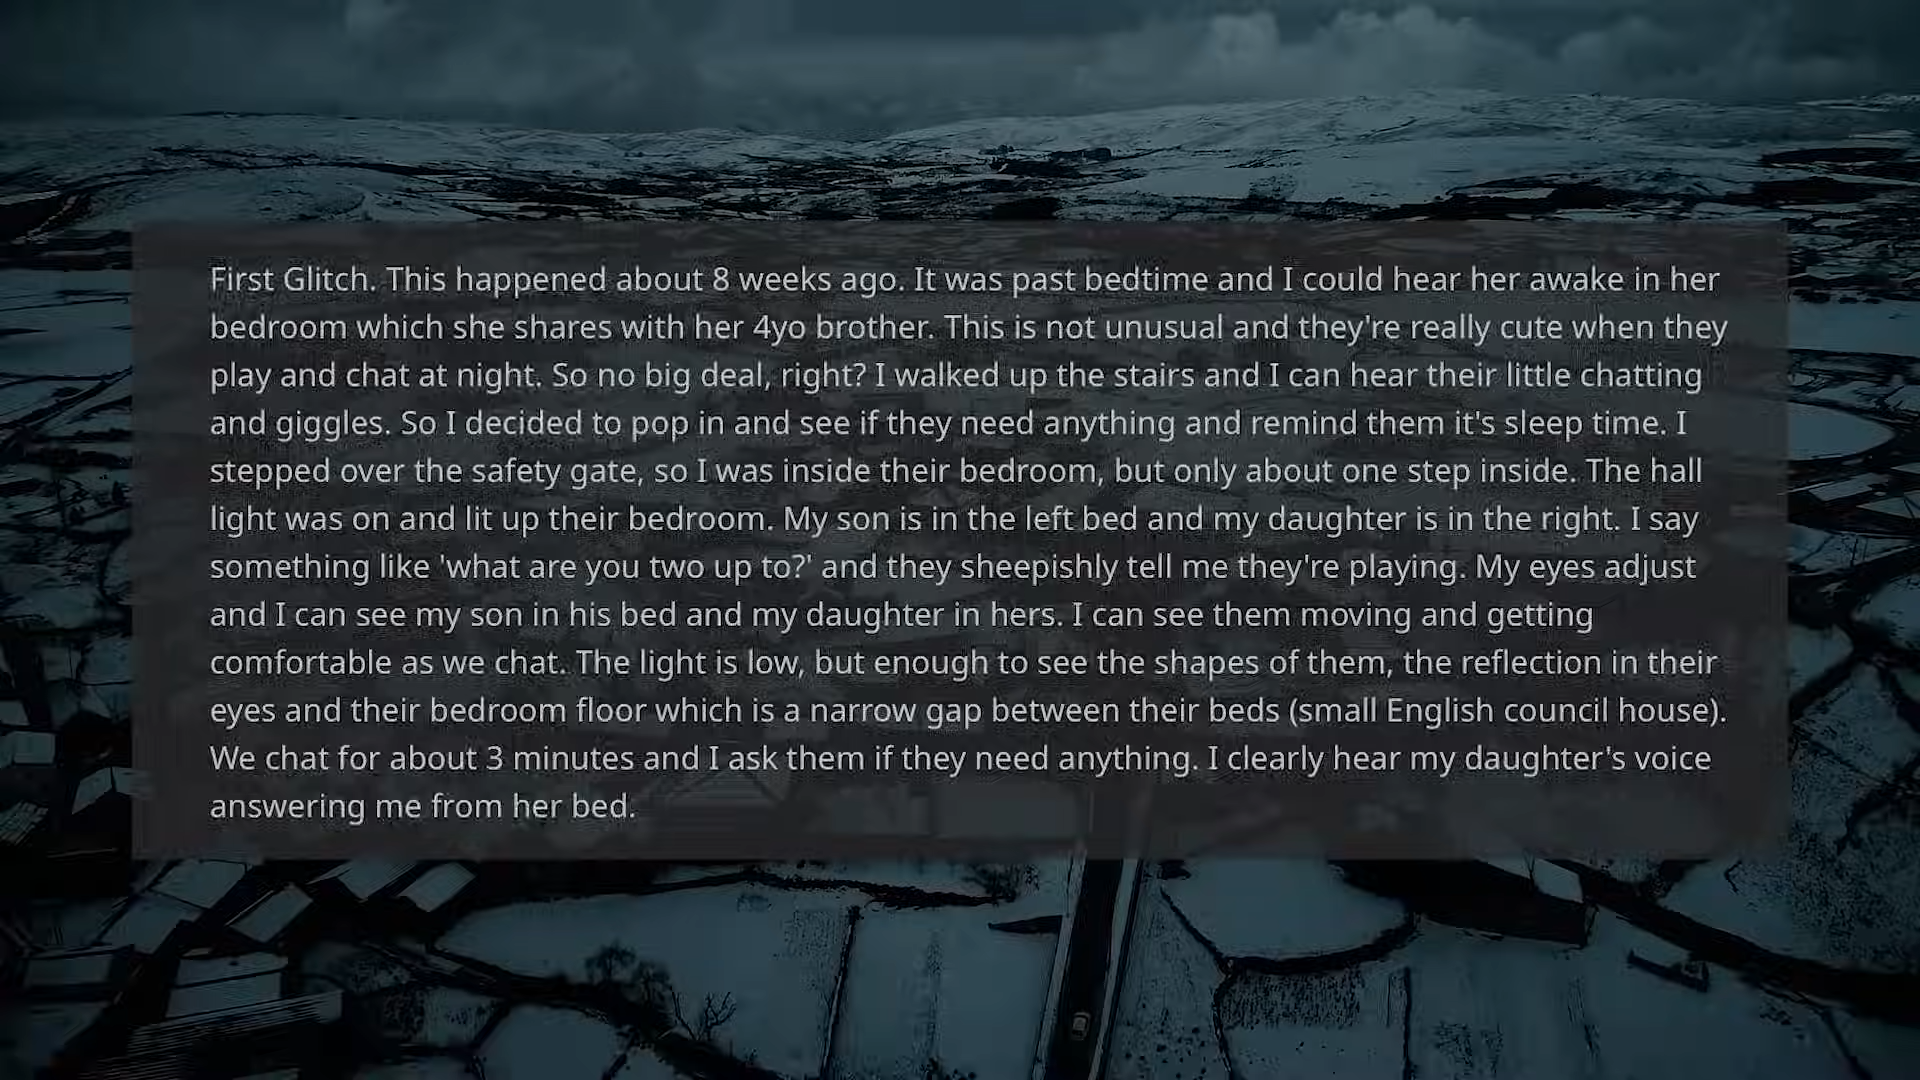 First Glitch. This happened about 8 weeks ago. It was past bedtime and I could hear her awake in her
bedroom which she shares with her 4yo brother. This is not unusual and they're really cute when they
play and chat at night. So no big deal, right? I walked up the stairs and I can hear their little chatting
and giggles. So I decided to pop in and see if they need anything and remind them it's sleep time. I
stepped over the safety gate, so I was inside their bedroom, but only about one step inside. The hall
light was on and lit up their bedroom. My son is in the left bed and my daughter is in the right. I say
something like 'what are you two up to?' and they sheepishly tell me they're playing. My eyes adjust
and I can see my son in his bed and my daughter in hers. I can see them moving and getting
comfortable as we chat. The light is low, but enough to see the shapes of them, the reflection in their
eyes and their bedroom floor which is a narrow gap between their beds (small English council house).
We chat for about 3 minutes and I ask them if they need anything. I clearly hear my daughter's voice
answering me from her bed.